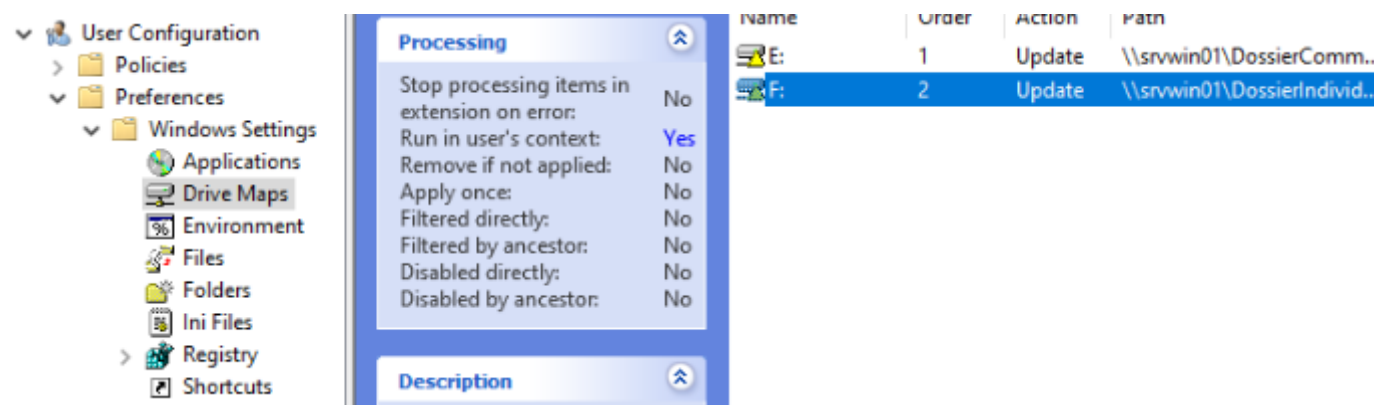 User Configuration
Policies
Preferences
Windows Settings
Applications
Drive Maps
Environment
Files
Folders
Ini Files
Registry
Shortcuts
Processing
Stop processing items in
extension on error: No
Run in user's context: Yes
Remove if not applied: No
Apply once: No
Filtered directly: No
Filtered by ancestor: No
Disabled directly: No
Disabled by ancestor: No
Description
Name Order Action Path
E: 1 Update \\srvwin01\DossierComm...
F: 2 Update \\srvwin01\DossierIndivid...